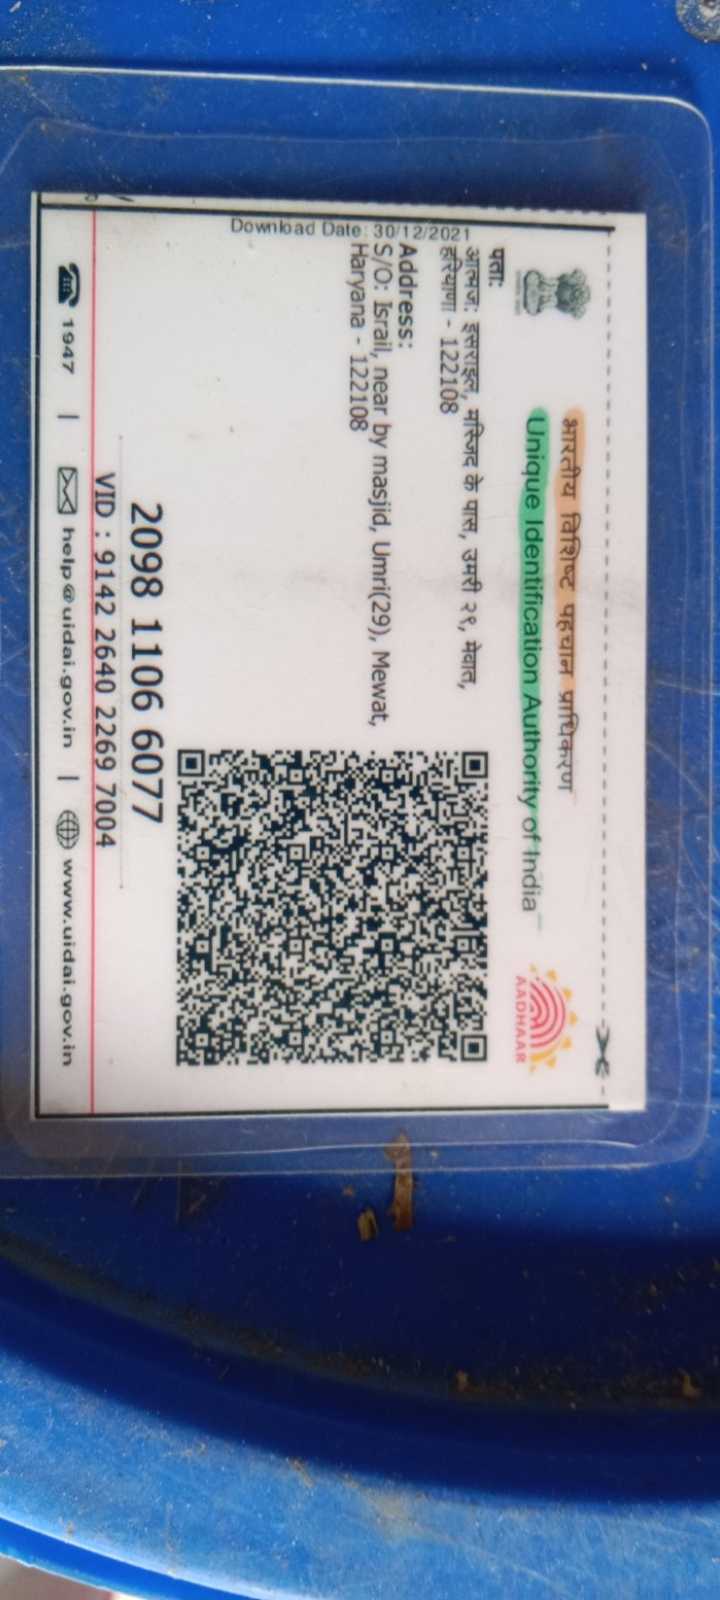 भारतीय विशिष्ट पहचान प्राधिकरण
Unique Identification Authority of India
AADHAAR
पता:
आत्मज: इसराइल, मस्जिद के पास, उमरी २९, मेवात,
हरियाणा - 122108
Address:
S/O: Israil, near by masjid, Umri(29), Mewat,
Haryana - 122108
Download Date: 30/12/2021
2098 1106 6077
VID : 9142 2640 2269 7004
1947 | help@uidai.gov.in | www.uidai.gov.in